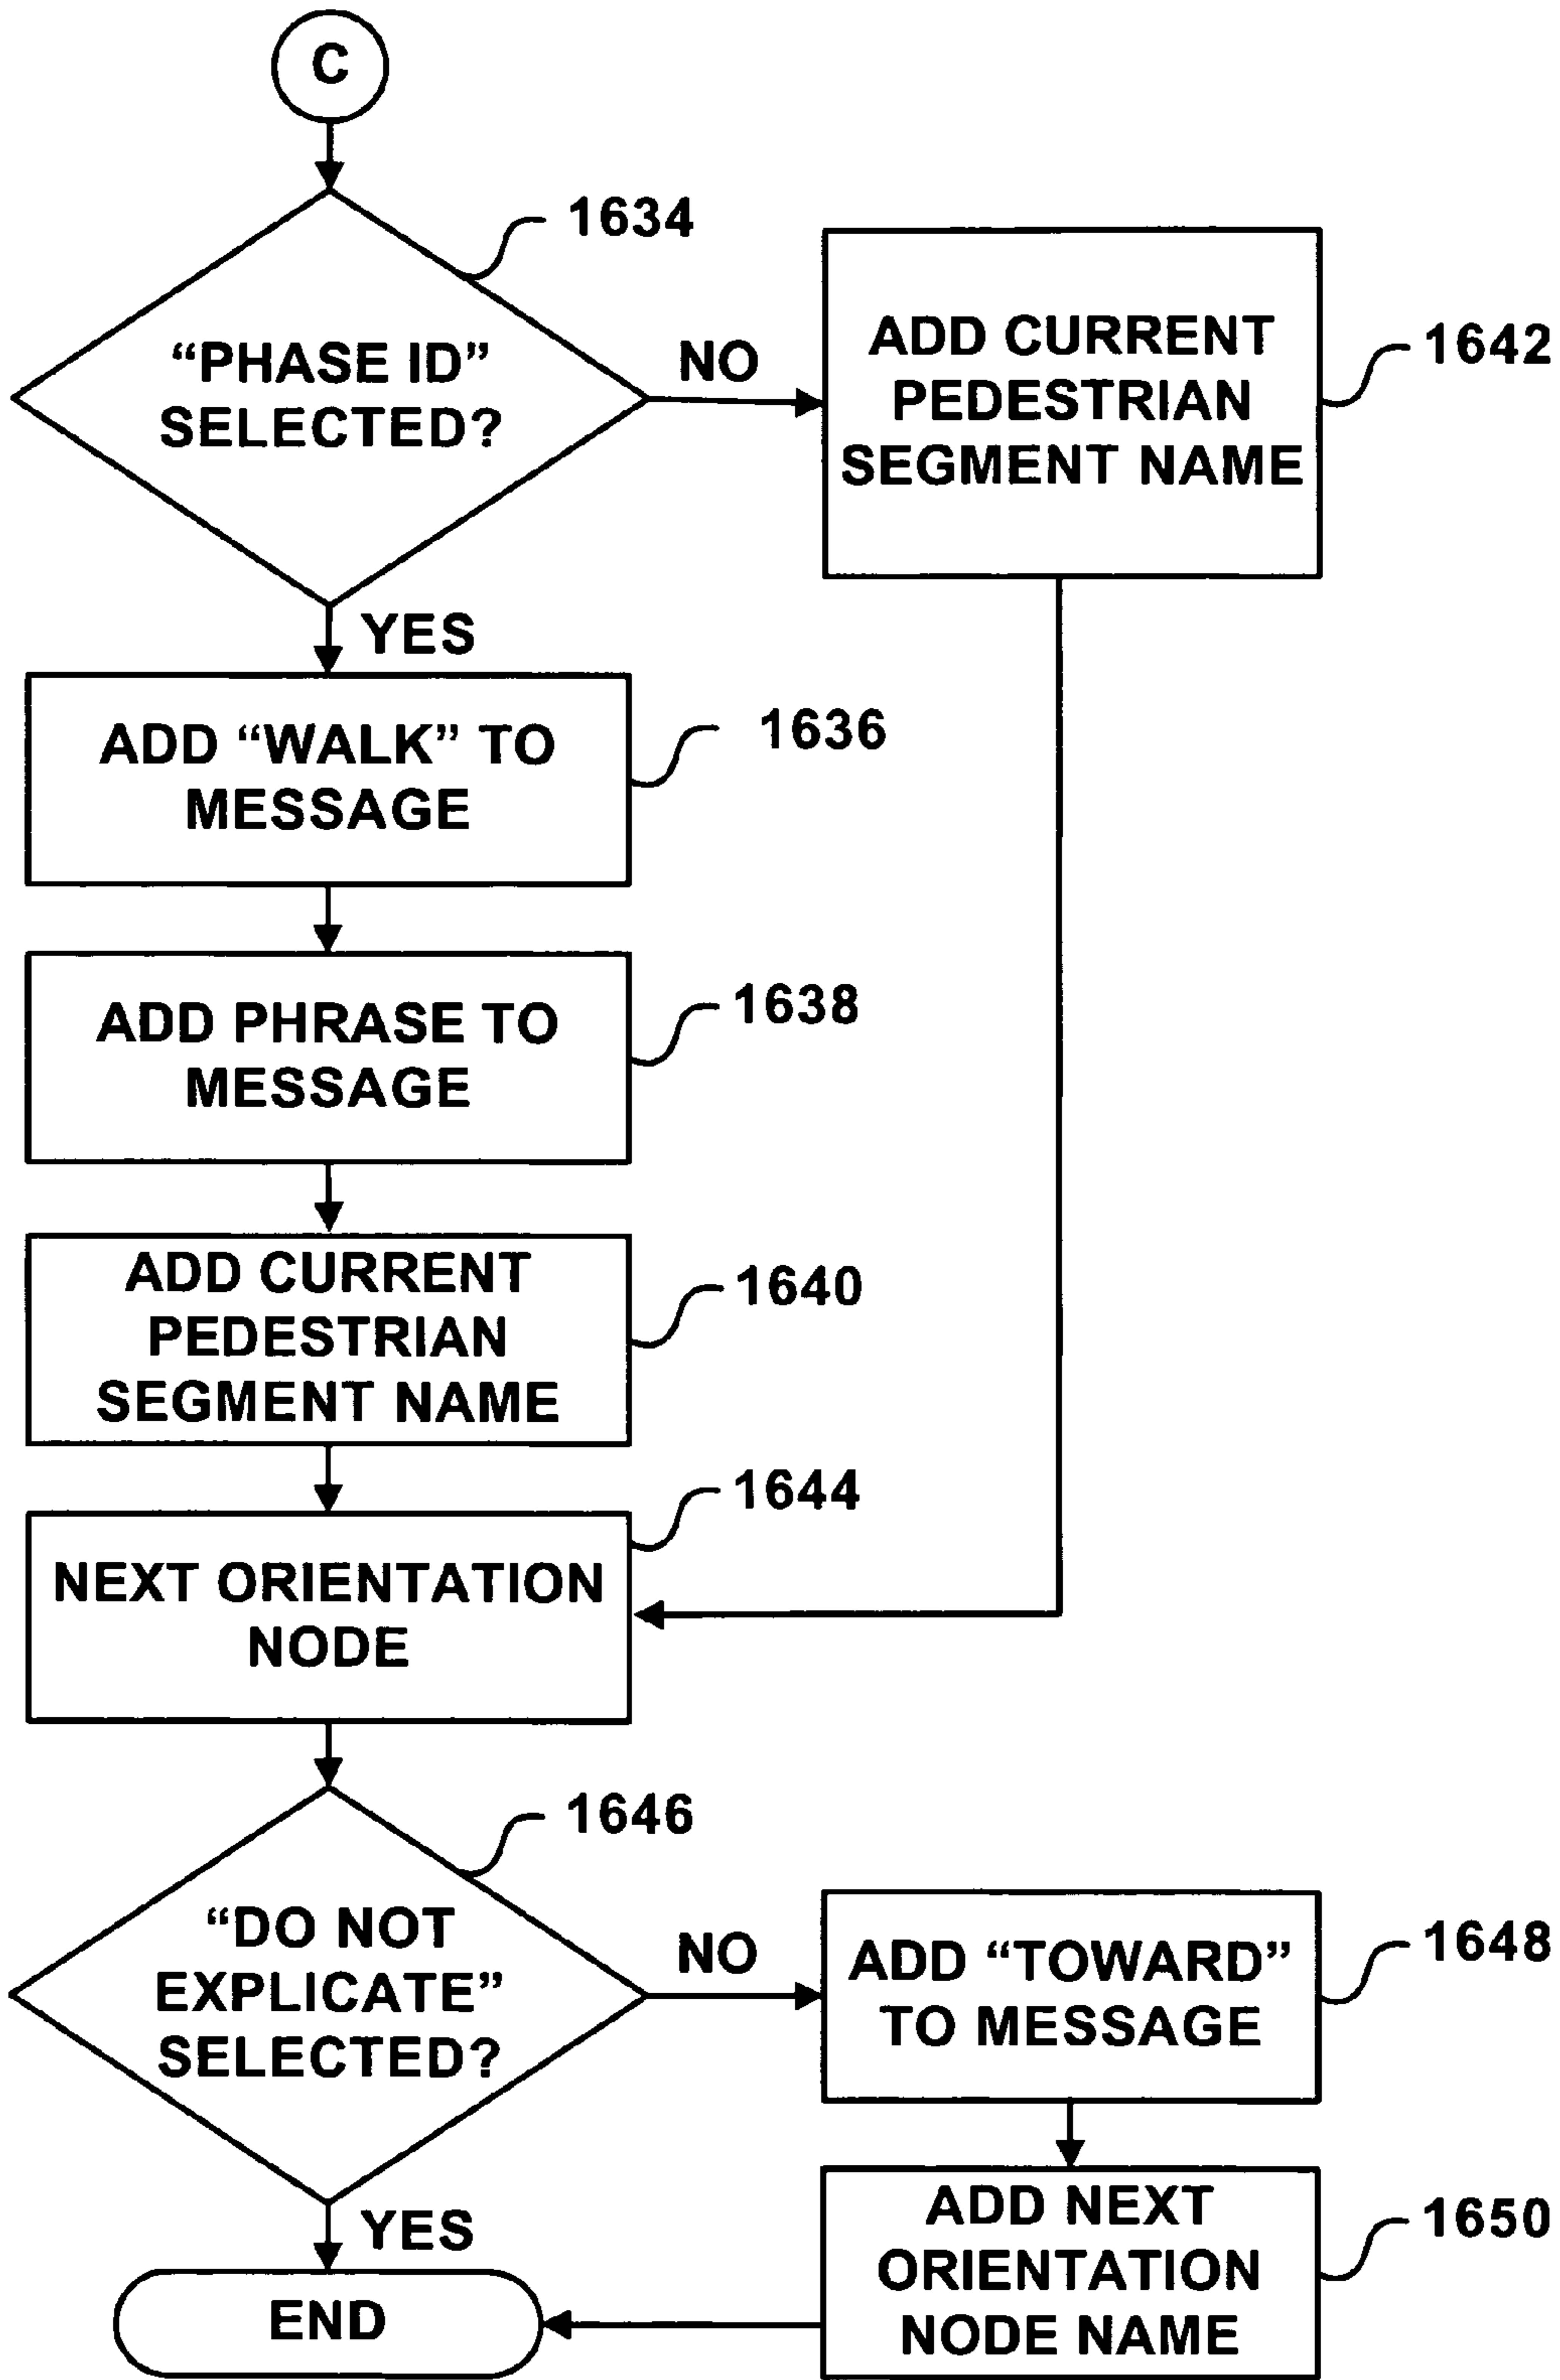 C
1634
“PHASE ID”
SELECTED?
NO
ADD CURRENT
PEDESTRIAN
SEGMENT NAME
1642
YES
ADD “WALK” TO
MESSAGE
1636
ADD PHRASE TO
MESSAGE
1638
ADD CURRENT
PEDESTRIAN
SEGMENT NAME
1640
NEXT ORIENTATION
NODE
1644
1646
“DO NOT
EXPLICATE”
SELECTED?
NO
ADD “TOWARD”
TO MESSAGE
1648
YES
ADD NEXT
ORIENTATION
NODE NAME
1650
END